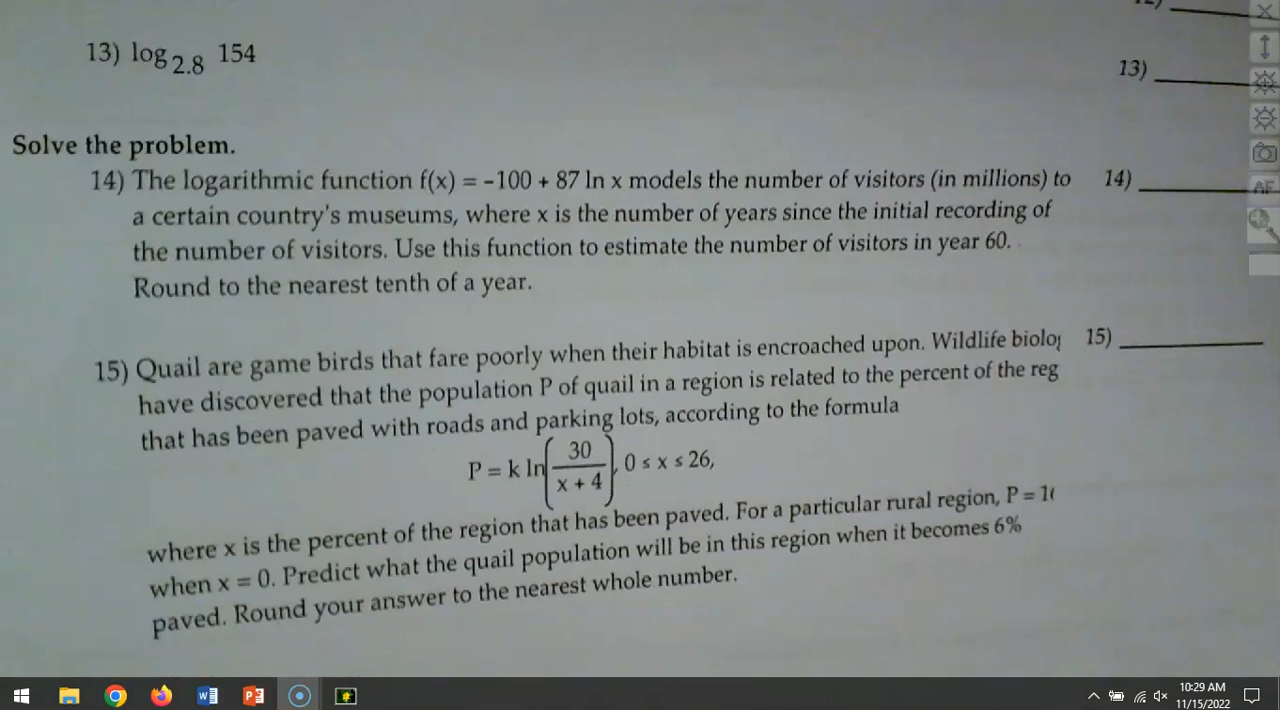 13) log 2.8 154
13)
Solve the problem.
14) The logarithmic function f(x) = -100 + 87 ln x models the number of visitors (in millions) to
14)
a certain country's museums, where x is the number of years since the initial recording of
the number of visitors. Use this function to estimate the number of visitors in year 60.
Round to the nearest tenth of a year.
15) Quail are game birds that fare poorly when their habitat is encroached upon. Wildlife
15)
have discovered that the population P of quail in a region is related to the percent of the
that has been paved with roads and parking lots, according to the formula
P = k ln(30/(x + 4)), 0 ≤ x ≤ 26,
where x is the percent of the region that has been paved. For a particular rural region, P =
when x = 0. Predict what the quail population will be in this region when it becomes 6%
paved. Round your answer to the nearest whole number.
AF
10:29 AM
11/15/2022